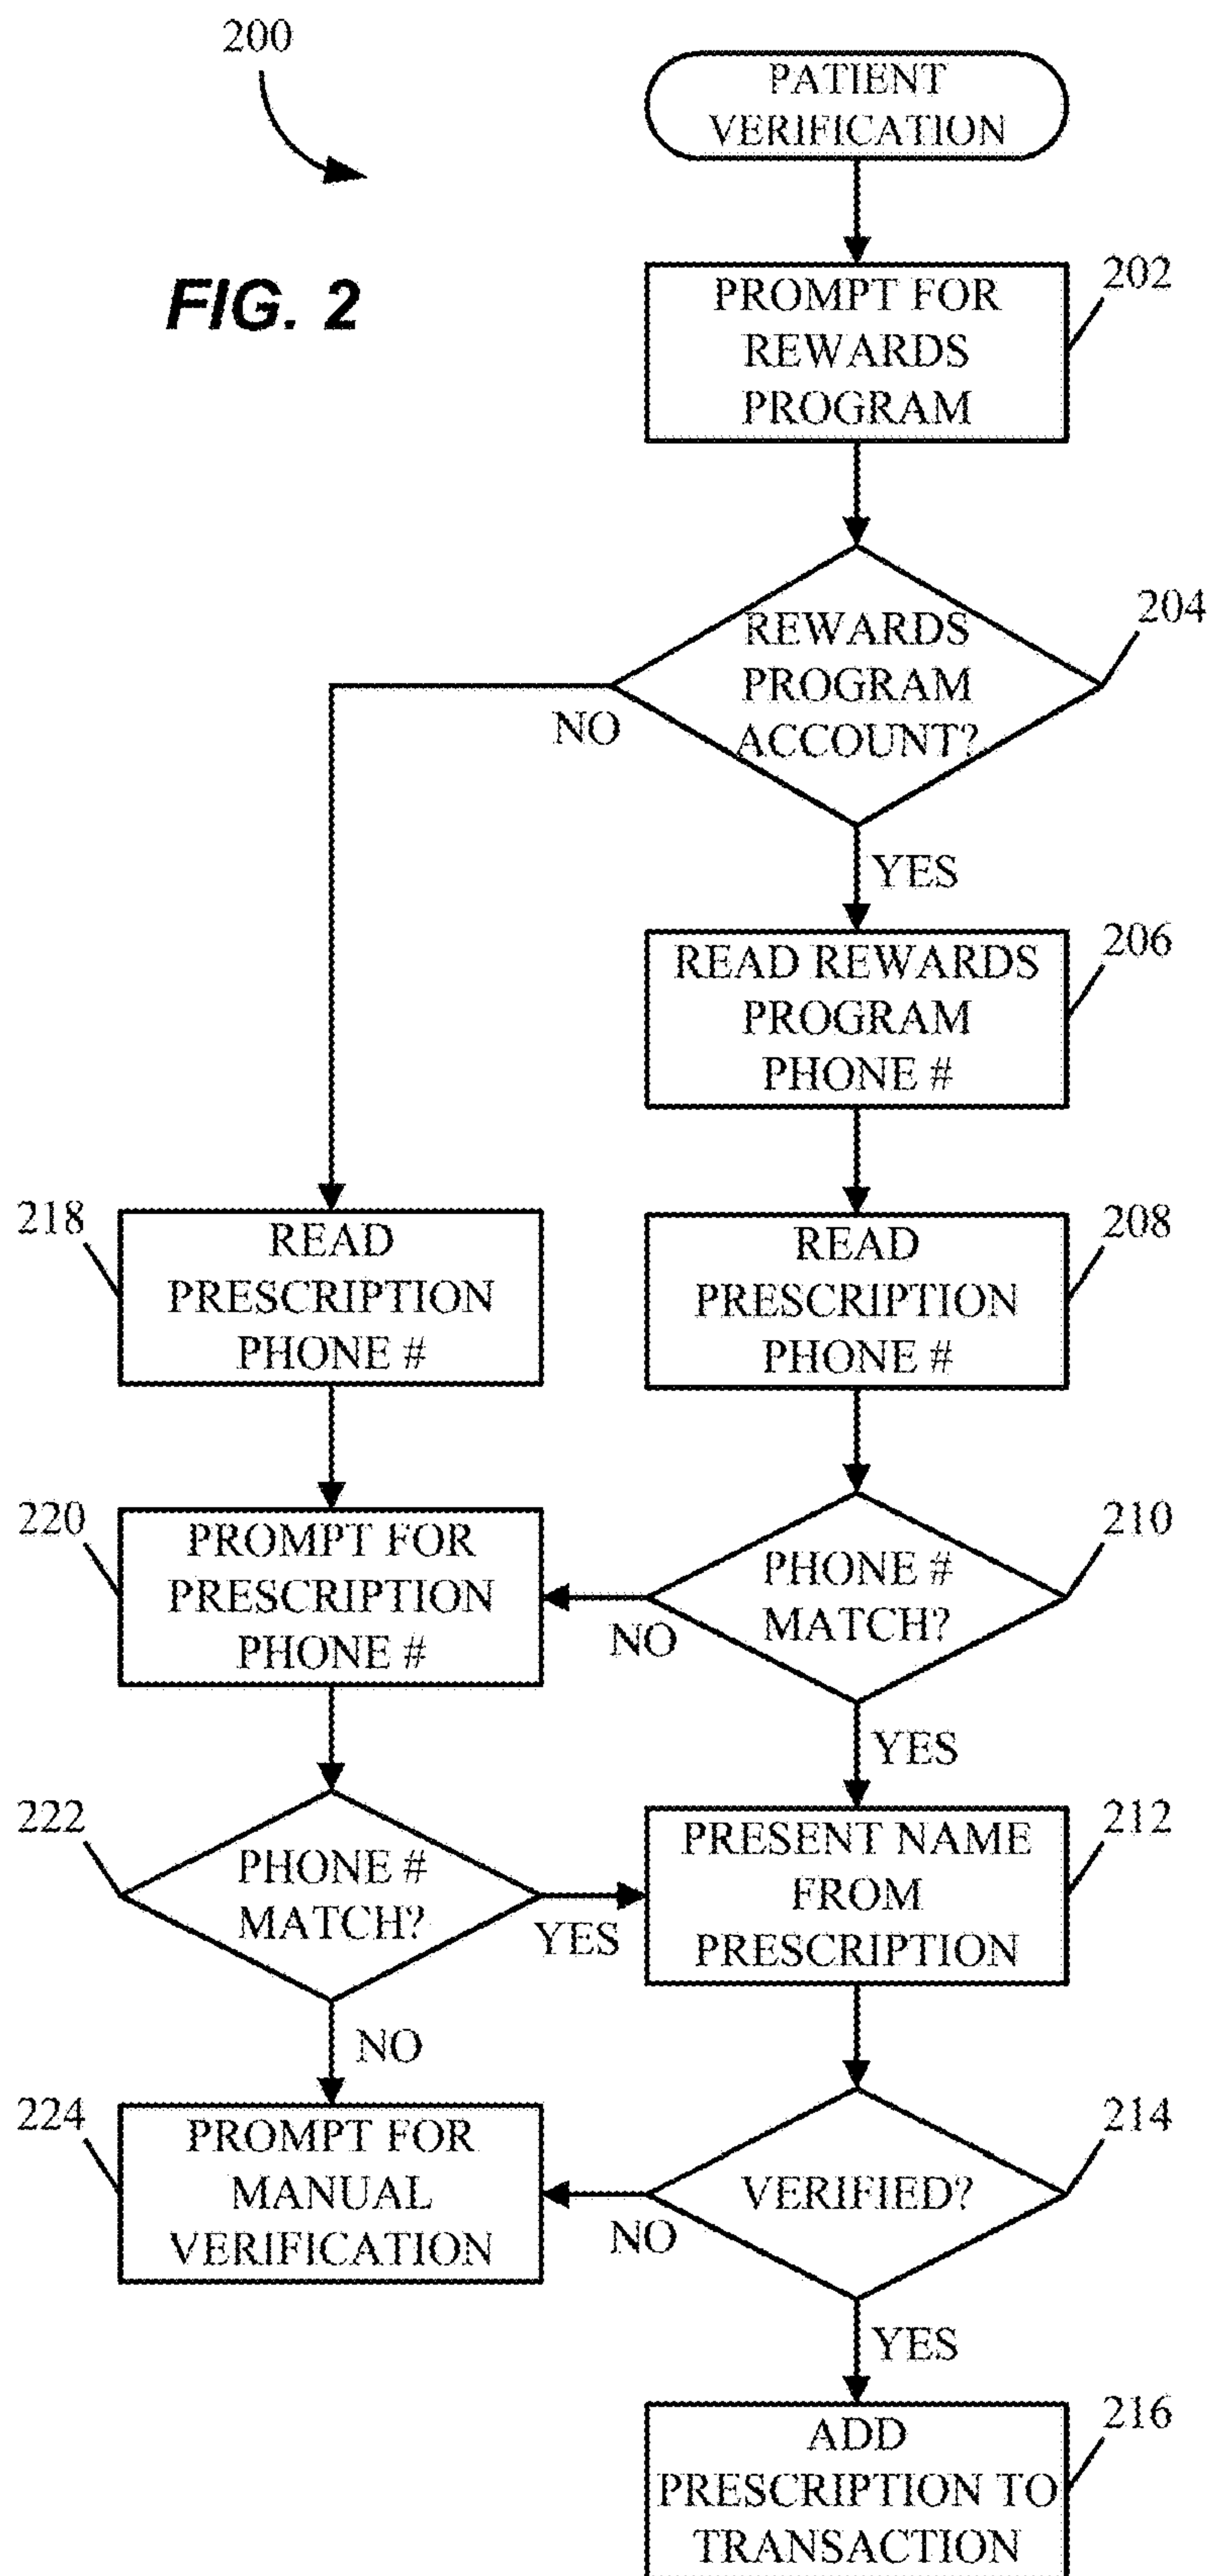 200
PATIENT
VERIFICATION
FIG. 2
PROMPT FOR
REWARDS
PROGRAM
202
REWARDS
PROGRAM
ACCOUNT?
204
NO
YES
READ REWARDS
PROGRAM
PHONE #
206
218
READ
PRESCRIPTION
PHONE #
READ
PRESCRIPTION
PHONE #
208
220
PROMPT FOR
PRESCRIPTION
PHONE #
PHONE #
MATCH?
210
NO
YES
222
PHONE #
MATCH?
YES
PRESENT NAME
FROM
PRESCRIPTION
212
NO
224
PROMPT FOR
MANUAL
VERIFICATION
VERIFIED?
214
NO
YES
ADD
PRESCRIPTION TO
TRANSACTION
216